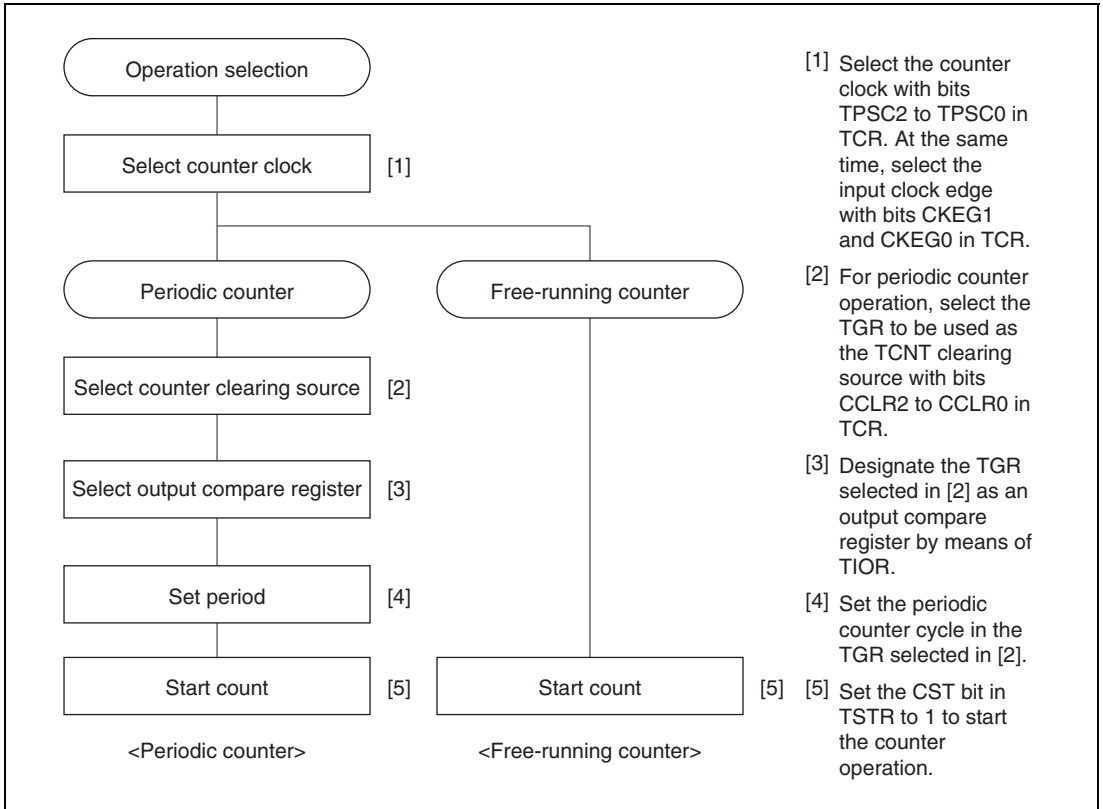 Operation selection
Select counter clock
[1]
Periodic counter
Free-running counter
Select counter clearing source
[2]
Select output compare register
[3]
Set period
[4]
Start count
[5]
Start count
[5]
<Periodic counter>
<Free-running counter>
[1] Select the counter
clock with bits
TPSC2 to TPSC0 in
TCR. At the same
time, select the
input clock edge
with bits CKEG1
and CKEG0 in TCR.
[2] For periodic counter
operation, select the
TGR to be used as
the TCNT clearing
source with bits
CCLR2 to CCLR0 in
TCR.
[3] Designate the TGR
selected in [2] as an
output compare
register by means of
TIOR.
[4] Set the periodic
counter cycle in the
TGR selected in [2].
[5] Set the CST bit in
TSTR to 1 to start
the counter
operation.